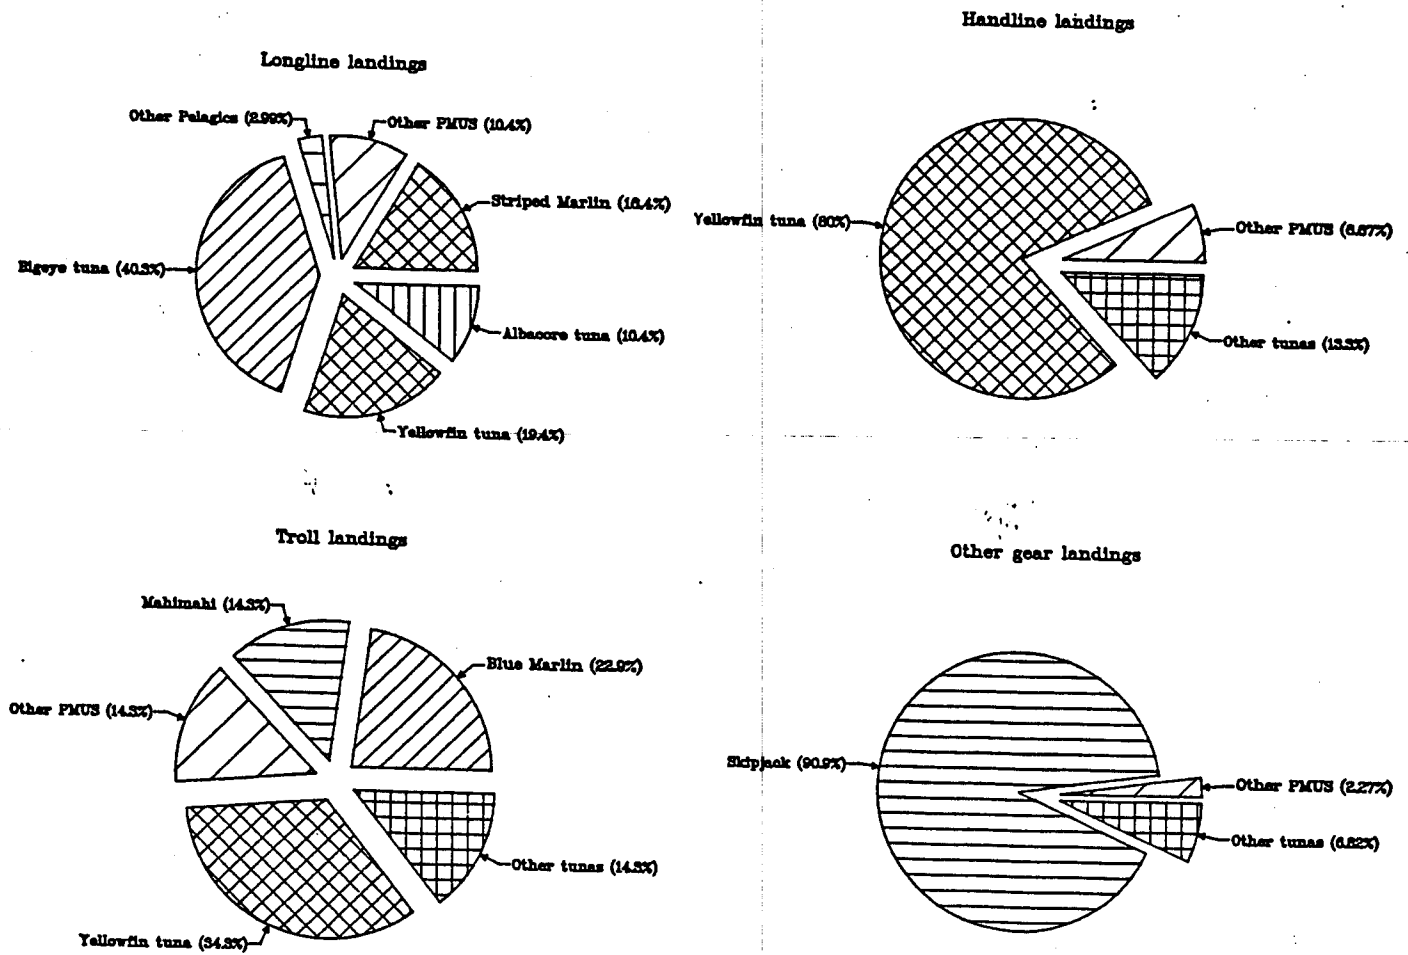 Longline landings
Other Pelagics (2.99%)
Other PMUS (10.4%)
Striped Marlin (16.4%)
Bigeye tuna (40.3%)
Albacore tuna (10.4%)
Yellowfin tuna (19.4%)
Handline landings
Yellowfin tuna (80%)
Other PMUS (6.67%)
Other tunas (13.3%)
Troll landings
Mahimahi (14.3%)
Blue Marlin (22.9%)
Other PMUS (14.3%)
Other tunas (14.3%)
Yellowfin tuna (34.3%)
Other gear landings
Skipjack (90.9%)
Other PMUS (2.27%)
Other tunas (6.82%)